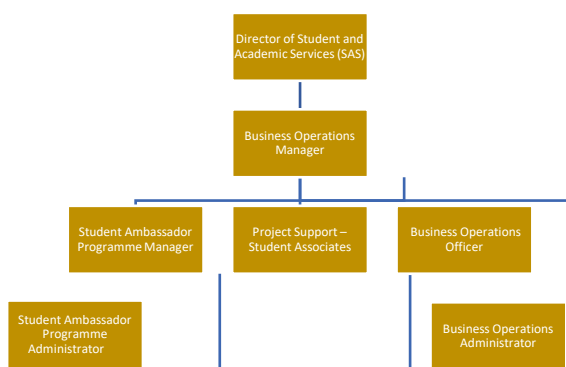 Director of Student and
Academic Services (SAS)
Business Operations
Manager
Student Ambassador
Programme Manager
Project Support –
Student Associates
Business Operations
Officer
Student Ambassador
Programme
Administrator
Business Operations
Administrator